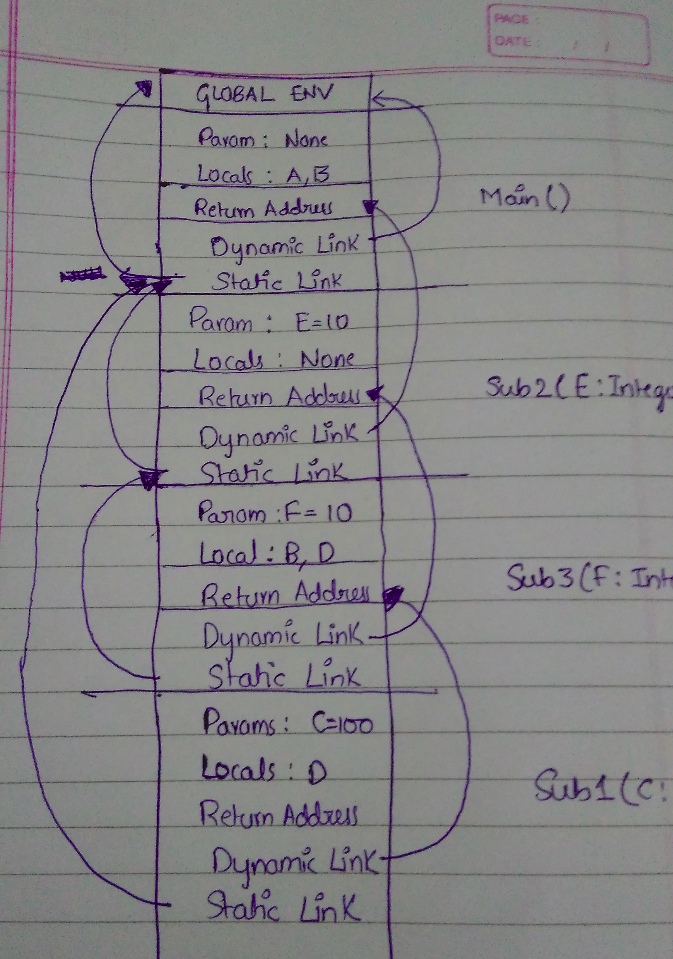 PAGE:
DATE: / /
GLOBAL ENV
Param: None
Locals: A, B
Return Address
Main()
Dynamic Link
Static Link
Param: E=10
Locals: None
Return Address
Sub2(E:Intege
Dynamic Link
Static Link
Param:F=10
Local: B, D
Return Address
Sub3(F: Inte
Dynamic Link
Static Link
Params: C=100
Locals: D
Return Address
Sub1(C:
Dynamic Link
Static Link